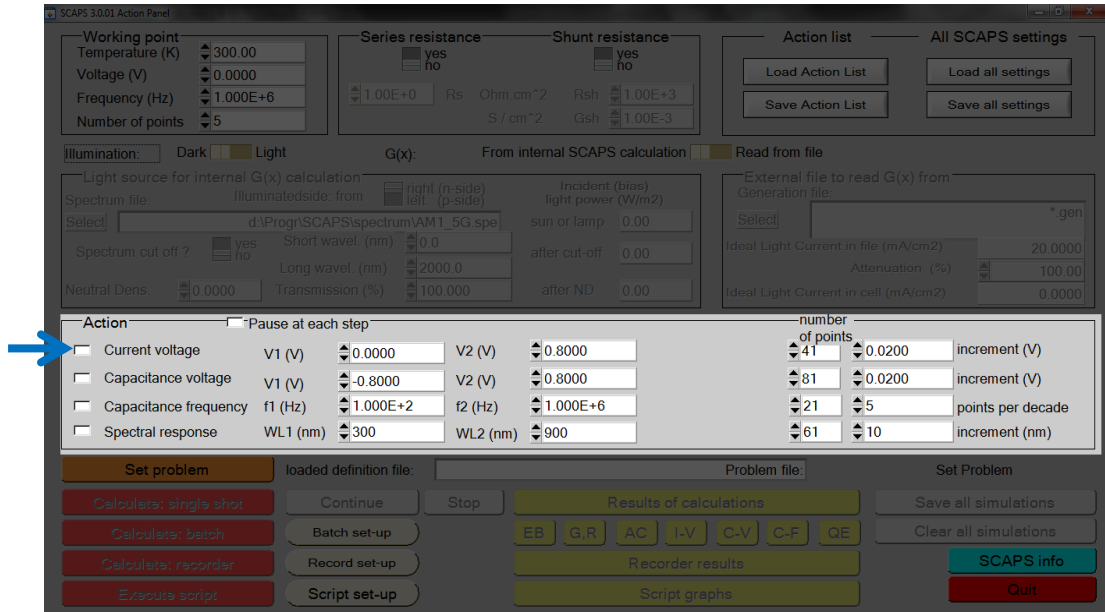 SCAPS 3.0.01 Action Panel
Working point
Temperature (K) 300.00
Voltage (V) 0.0000
Frequency (Hz) 1.000E+6
Number of points 5
Series resistance
yes
no
Shunt resistance
yes
no
1.00E+0 Rs Ohm.cm^2 Rsh 1.00E+3
S / cm^2 Gsh 1.00E-3
Action list
Load Action List
Save Action List
All SCAPS settings
Load all settings
Save all settings
Illumination: Dark Light G(x): From internal SCAPS calculation Read from file
Light source for internal G(x) calculation
Spectrum file: Illuminatedside: from right (n-side)
left (p-side)
Incident (bias)
light power (W/m2)
Select d:\Progr\SCAPS\spectrum\AM1_5G.spe sun or lamp 0.00
Spectrum cut off ? yes
no
Short wavel. (nm) 0.0
after cut-off 0.00
Long wavel. (nm) 2000.0
Neutral Dens. 0.0000 Transmission (%) 100.000 after ND 0.00
External file to read G(x) from
Generation file:
Select *.gen
Ideal Light Current in file (mA/cm2) 20.0000
Attenuation (%) 100.00
Ideal Light Current in cell (mA/cm2) 0.0000
Action Pause at each step number
of points
Current voltage V1 (V) 0.0000 V2 (V) 0.8000 41 0.0200 increment (V)
Capacitance voltage V1 (V) -0.8000 V2 (V) 0.8000 81 0.0200 increment (V)
Capacitance frequency f1 (Hz) 1.000E+2 f2 (Hz) 1.000E+6 21 5 points per decade
Spectral response WL1 (nm) 300 WL2 (nm) 900 61 10 increment (nm)
Set problem loaded definition file: Problem file: Set Problem
Calculate: single shot Continue Stop Results of calculations Save all simulations
Calculate: batch Batch set-up EB G,R AC I-V C-V C-F QE Clear all simulations
Calculate: recorder Record set-up Recorder results SCAPS info
Execute script Script set-up Script graphs Quit